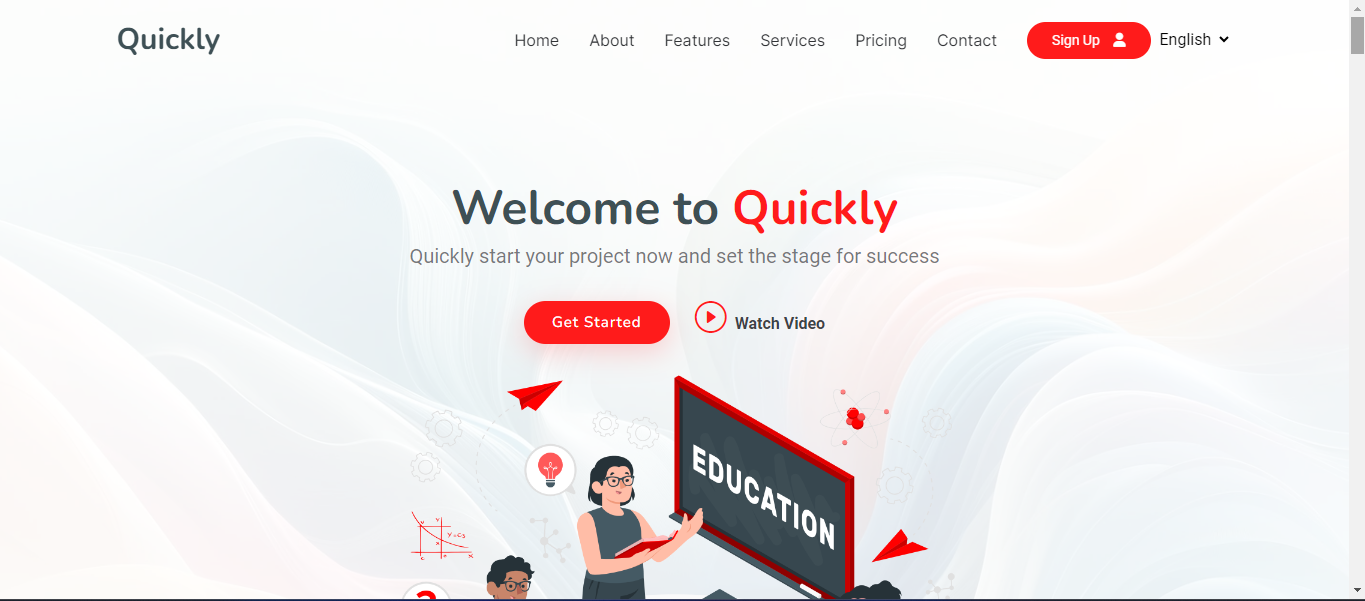 Quickly
Home About Features Services Pricing Contact Sign Up English
Welcome to Quickly
Quickly start your project now and set the stage for success
Get Started Watch Video
EDUCATION